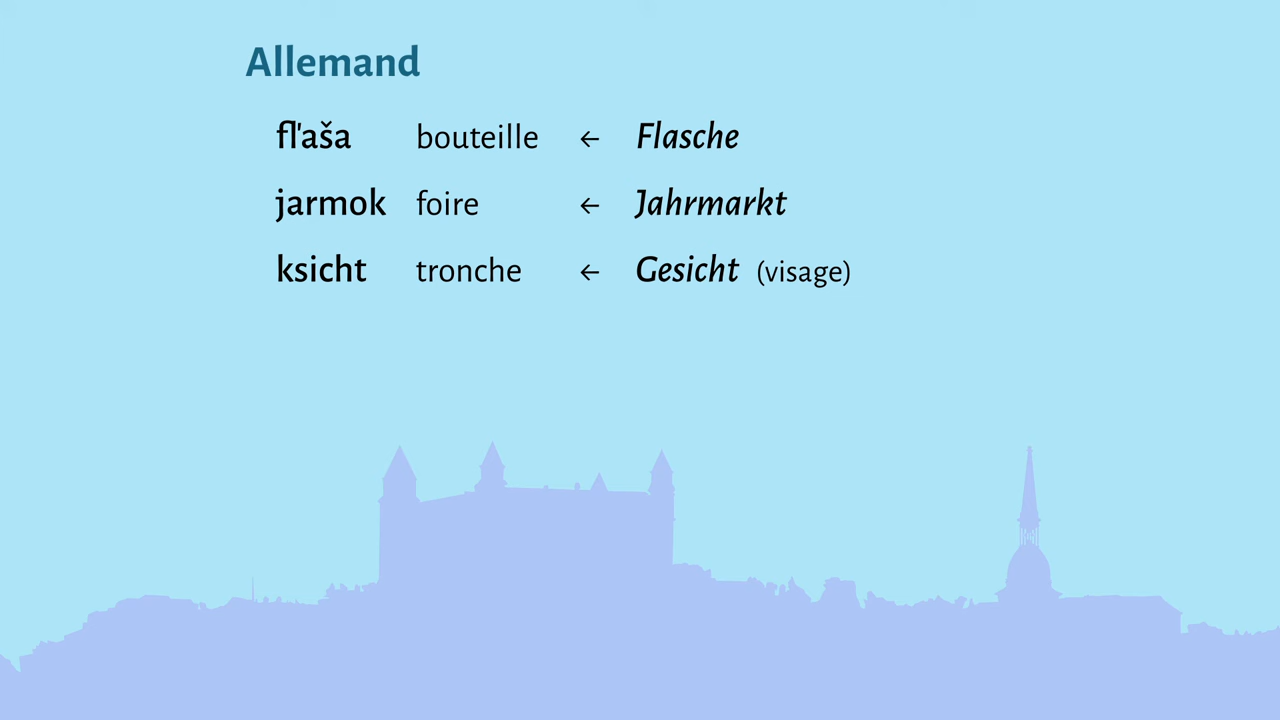 Allemand
fľaša bouteille ← Flasche
jarmok foire ← Jahrmarkt
ksicht tronche ← Gesicht (visage)